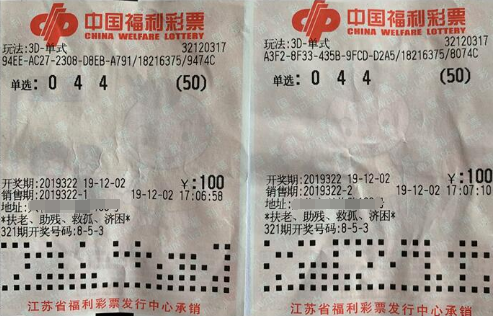 中国福利彩票
CHINA WELFARE LOTTERY
玩法:3D-单式 32120317
94EE-AC27-2308-D8EB-A791/18216375/9474C
单选: 0 4 4 (50)
开奖期:2019322 19-12-02 ¥:100
销售期:2019322-1 19-12-02 17:06:58
地址:
*扶老、助残、救孤、济困*
321期开奖号码:8-5-3
江苏省福利彩票发行中心承销
中国福利彩票
CHINA WELFARE LOTTERY
玩法:3D-单式 32120317
A3F2-8F33-435B-9FCD-D2A5/18216375/8074C
单选: 0 4 4 (50)
开奖期:2019322 19-12-02 ¥:100
销售期:2019322-2 19-12-02 17:07:10
地址:
*扶老、助残、救孤、济困*
321期开奖号码:8-5-3
江苏省福利彩票发行中心承销